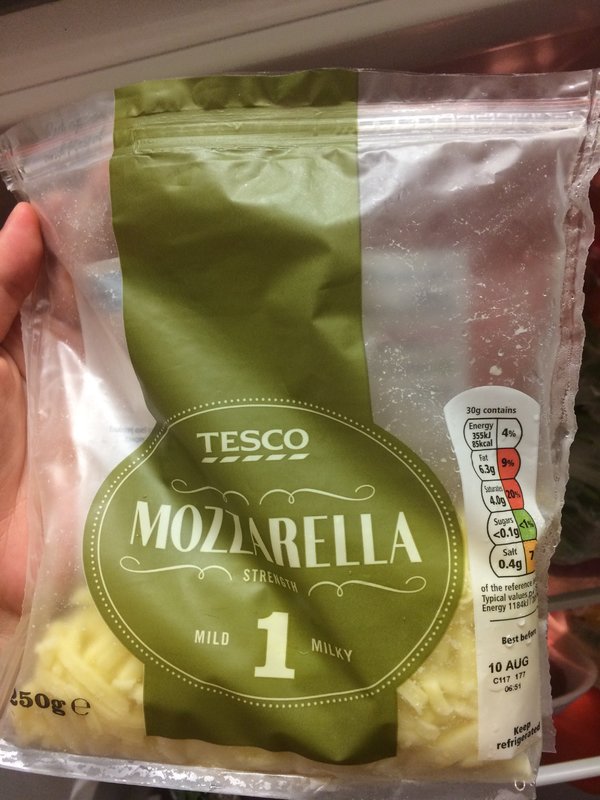 TESCO
MOZZARELLA
STRENGTH
MILD 1 MILKY
250g e
30g contains
Energy
355kJ
85kcal 4%
Fat
6.3g 9%
Saturates
4.0g 20%
Sugars
<0.1g <1%
Salt
0.4g 7
of the reference
Typical values
Energy 1184kJ
Best before
10 AUG
C117 177
06:51
Keep
refrigerated